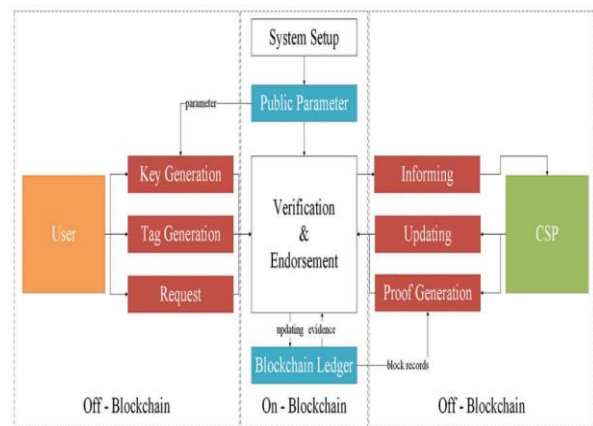 System Setup
parameter
Public Parameter
Key Generation
Informing
User
Tag Generation
Verification
&
Endorsement
Updating
CSP
Request
Proof Generation
updating evidence
Blockchain Ledger
block records
Off - Blockchain
On - Blockchain
Off - Blockchain